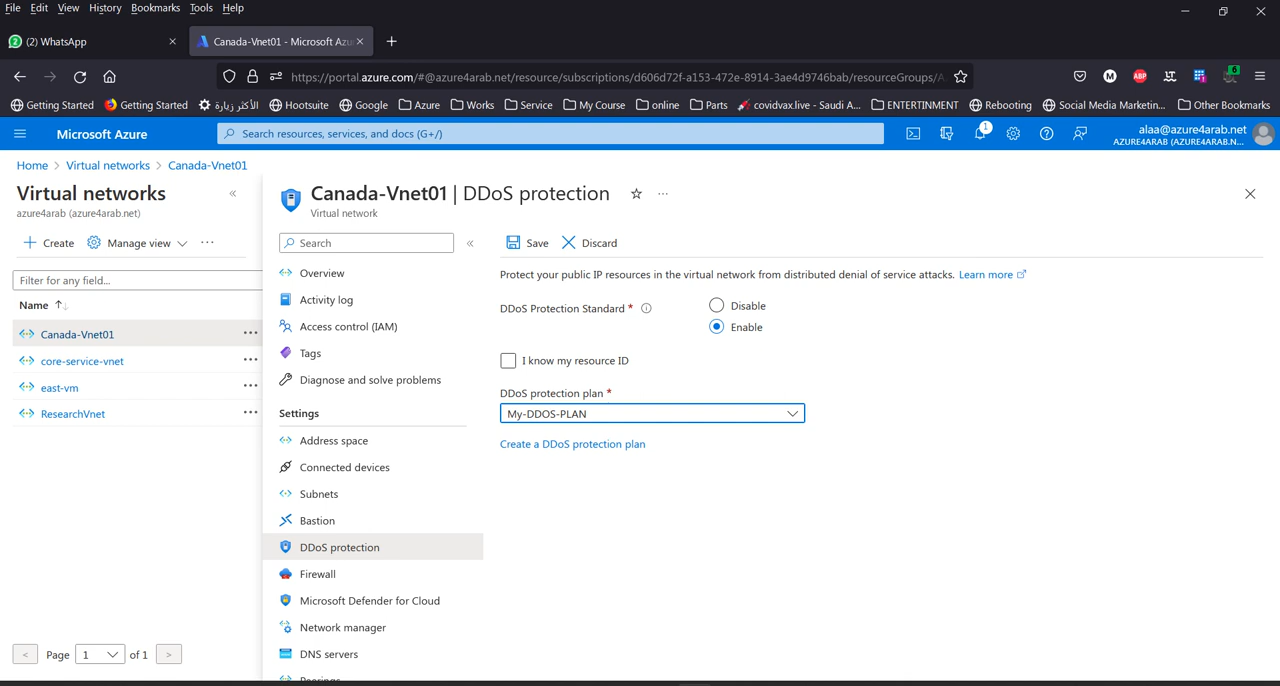 File Edit View History Bookmarks Tools Help
(2) WhatsApp
Canada-Vnet01 - Microsoft Azu
https://portal.azure.com/#@azure4arab.net/resource/subscriptions/d606d72f-a153-472e-8914-3ae4d9746bab/resourceGroups/A
Getting Started Getting Started الأكثر زيارة Hootsuite Google Azure Works Service My Course online Parts covidvax.live - Saudi A... ENTERTINMENT Rebooting Social Media Marketin... Other Bookmarks
Microsoft Azure
Search resources, services, and docs (G+/)
1
alaa@azure4arab.net
AZURE4ARAB (AZURE4ARAB.N...
Home > Virtual networks > Canada-Vnet01
Virtual networks
azure4arab (azure4arab.net)
Create Manage view ...
Filter for any field...
Name
Canada-Vnet01
core-service-vnet
east-vm
ResearchVnet
< Page 1 of 1 >
Canada-Vnet01 | DDoS protection
Virtual network
Search
Overview
Activity log
Access control (IAM)
Tags
Diagnose and solve problems
Settings
Address space
Connected devices
Subnets
Bastion
DDoS protection
Firewall
Microsoft Defender for Cloud
Network manager
DNS servers
Peerings
Save Discard
Protect your public IP resources in the virtual network from distributed denial of service attacks. Learn more
DDoS Protection Standard *
Disable
Enable
I know my resource ID
DDoS protection plan *
My-DDOS-PLAN
Create a DDoS protection plan